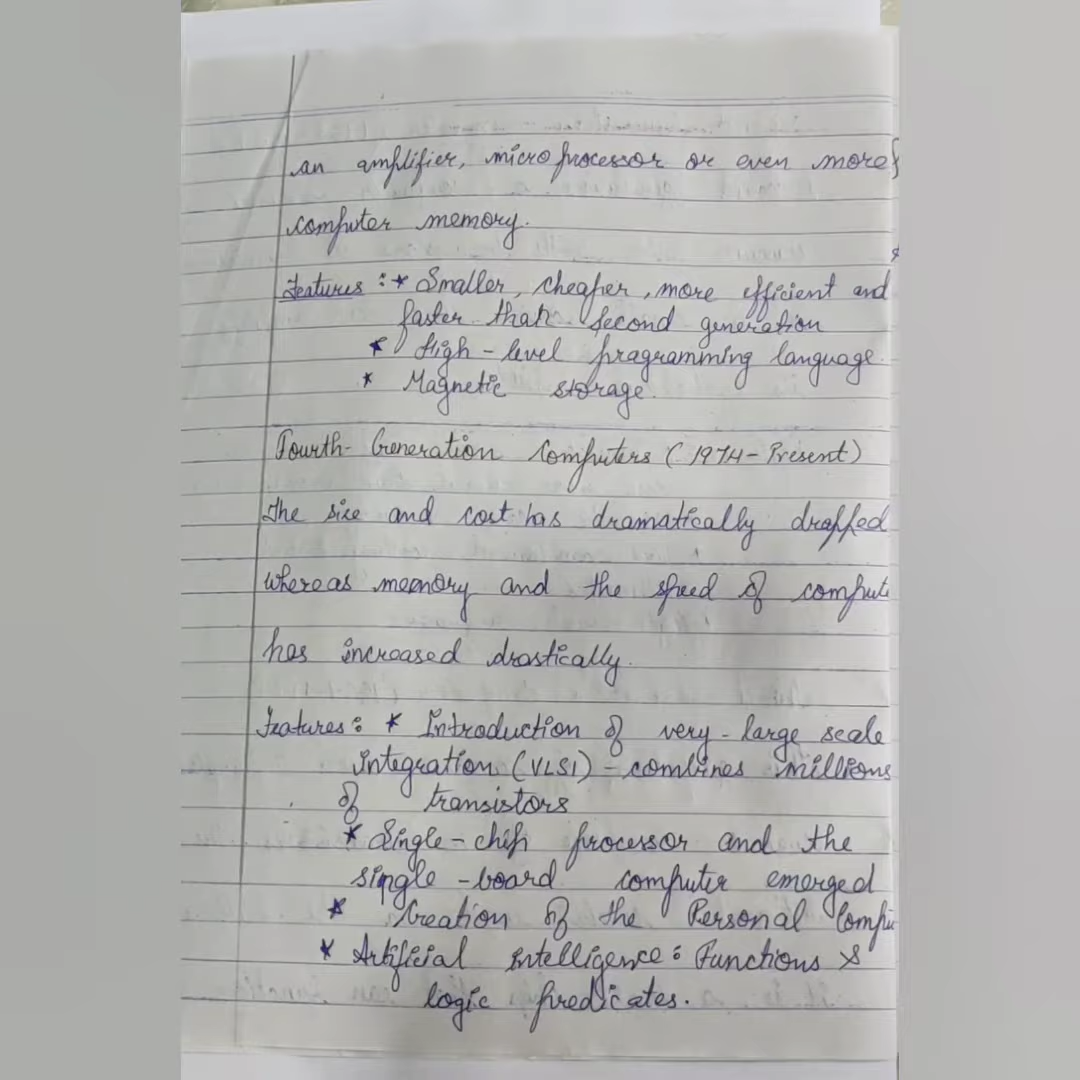 an amplifier, microprocessor or even more
computer memory.
Features : * Smaller, cheaper, more efficient and
faster than second generation
* High-level programming language.
* Magnetic storage.
Fourth Generation Computers (1974-Present)
The size and cost has dramatically dropped
whereas memory and the speed of compute
has increased drastically.
Features : * Introduction of very-large scale
integration (VLSI) - combines millions
of transistors
* Single-chip processor and the
single-board computer emerged
* Creation of the Personal Compu
* Artificial intelligence : Functions &
logic predicates.